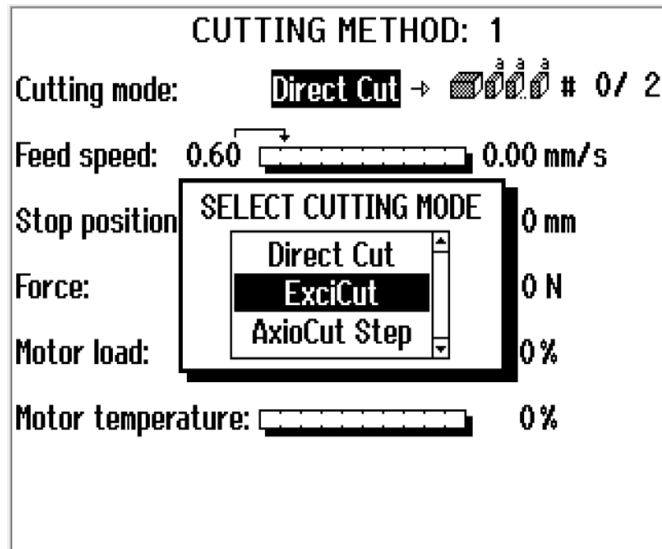 CUTTING METHOD: 1
a a a
Cutting mode: Direct Cut → # 0/ 2
Feed speed: 0.60 0.00 mm/s
SELECT CUTTING MODE
Stop position 0 mm
Direct Cut
ExciCut
Force: 0 N
AxioCut Step
Motor load: 0 %
Motor temperature: 0 %